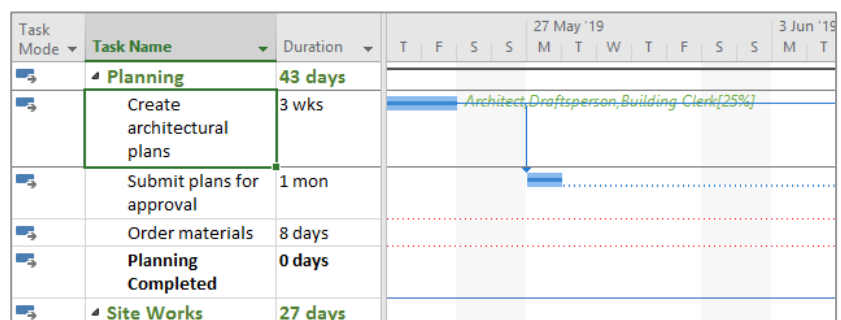 Task Mode Task Name Duration 27 May '19 3 Jun '19
T F S S M T W T F S S M T
Planning 43 days
Create architectural plans 3 wks Architect,Draftsperson,Building Clerk[25%]
Submit plans for approval 1 mon
Order materials 8 days
Planning Completed 0 days
Site Works 27 days